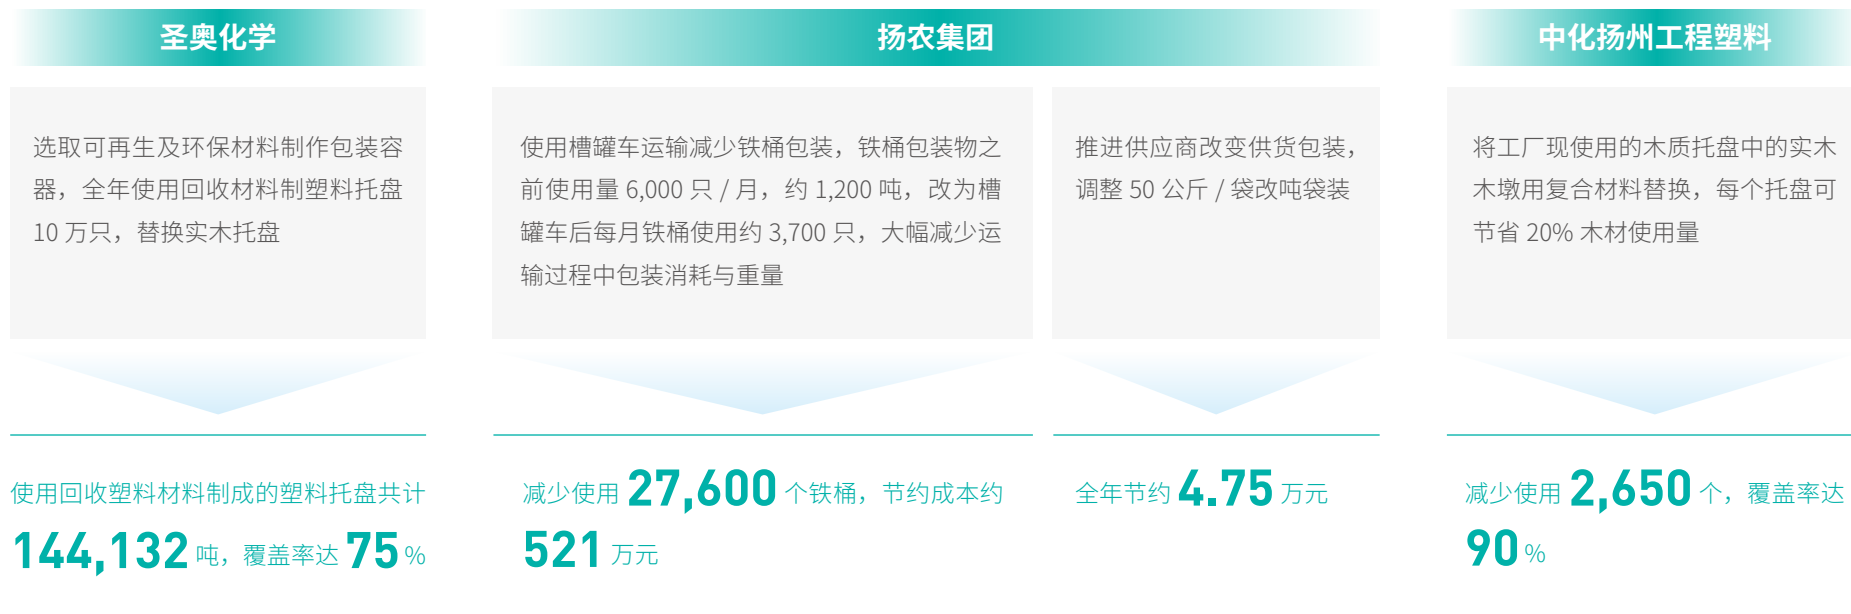 圣奥化学
选取可再生及环保材料制作包装容
器，全年使用回收材料制塑料托盘
10 万只，替换实木托盘
使用回收塑料材料制成的塑料托盘共计
144,132 吨，覆盖率达 75 %
扬农集团
使用槽罐车运输减少铁桶包装，铁桶包装物之
前使用量 6,000 只 / 月，约 1,200 吨，改为槽
罐车后每月铁桶使用约 3,700 只，大幅减少运
输过程中包装消耗与重量
减少使用 27,600 个铁桶，节约成本约
521 万元
推进供应商改变供货包装，
调整 50 公斤 / 袋改吨袋装
全年节约 4.75 万元
中化扬州工程塑料
将工厂现使用的木质托盘中的实木
木墩用复合材料替换，每个托盘可
节省 20% 木材使用量
减少使用 2,650 个，覆盖率达
90 %